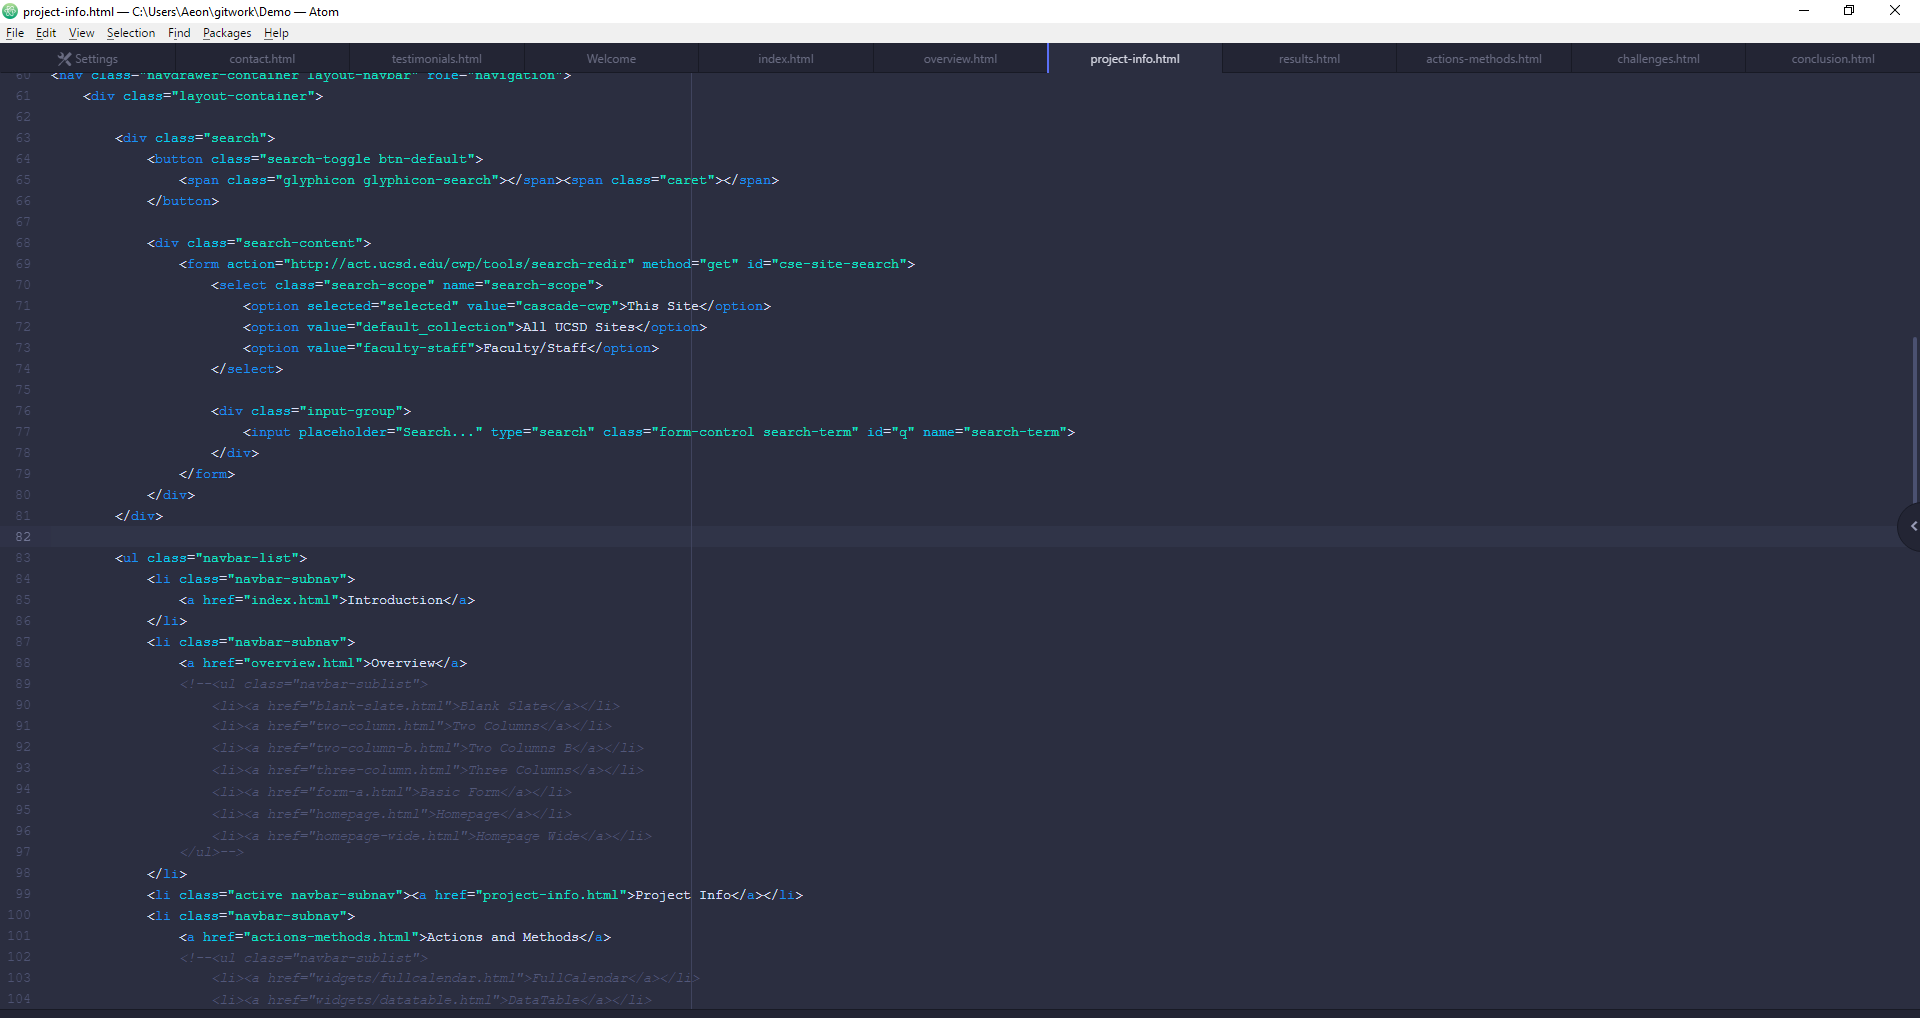 project-info.html — C:\Users\Aeon\gitwork\Demo — Atom
File Edit View Selection Find Packages Help
Settings contact.html testimonials.html Welcome index.html overview.html project-info.html results.html actions-methods.html challenges.html conclusion.html
60 <nav class="navdrawer-container layout-navbar" role="navigation">
61 <div class="layout-container">
62
63 <div class="search">
64 <button class="search-toggle btn-default">
65 <span class="glyphicon glyphicon-search"></span><span class="caret"></span>
66 </button>
67
68 <div class="search-content">
69 <form action="http://act.ucsd.edu/cwp/tools/search-redir" method="get" id="cse-site-search">
70 <select class="search-scope" name="search-scope">
71 <option selected="selected" value="cascade-cwp">This Site</option>
72 <option value="default_collection">All UCSD Sites</option>
73 <option value="faculty-staff">Faculty/Staff</option>
74 </select>
75
76 <div class="input-group">
77 <input placeholder="Search..." type="search" class="form-control search-term" id="q" name="search-term">
78 </div>
79 </form>
80 </div>
81 </div>
82
83 <ul class="navbar-list">
84 <li class="navbar-subnav">
85 <a href="index.html">Introduction</a>
86 </li>
87 <li class="navbar-subnav">
88 <a href="overview.html">Overview</a>
89 <!--<ul class="navbar-sublist">
90 <li><a href="blank-slate.html">Blank Slate</a></li>
91 <li><a href="two-column.html">Two Columns</a></li>
92 <li><a href="two-column-b.html">Two Columns B</a></li>
93 <li><a href="three-column.html">Three Columns</a></li>
94 <li><a href="form-a.html">Basic Form</a></li>
95 <li><a href="homepage.html">Homepage</a></li>
96 <li><a href="homepage-wide.html">Homepage Wide</a></li>
97 </ul>-->
98 </li>
99 <li class="active navbar-subnav"><a href="project-info.html">Project Info</a></li>
100 <li class="navbar-subnav">
101 <a href="actions-methods.html">Actions and Methods</a>
102 <!--<ul class="navbar-sublist">
103 <li><a href="widgets/fullcalendar.html">FullCalendar</a></li>
104 <li><a href="widgets/datatable.html">DataTable</a></li>